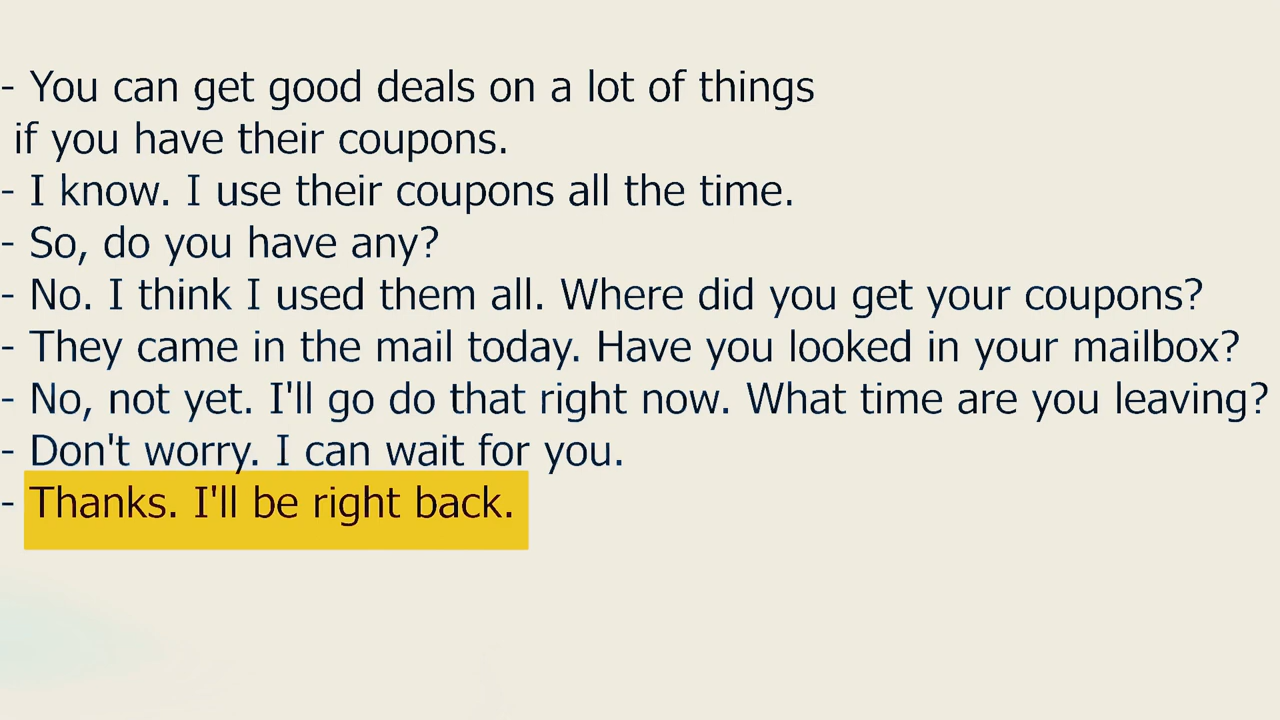 - You can get good deals on a lot of things
if you have their coupons.
- I know. I use their coupons all the time.
- So, do you have any?
- No. I think I used them all. Where did you get your coupons?
- They came in the mail today. Have you looked in your mailbox?
- No, not yet. I'll go do that right now. What time are you leaving?
- Don't worry. I can wait for you.
- Thanks. I'll be right back.